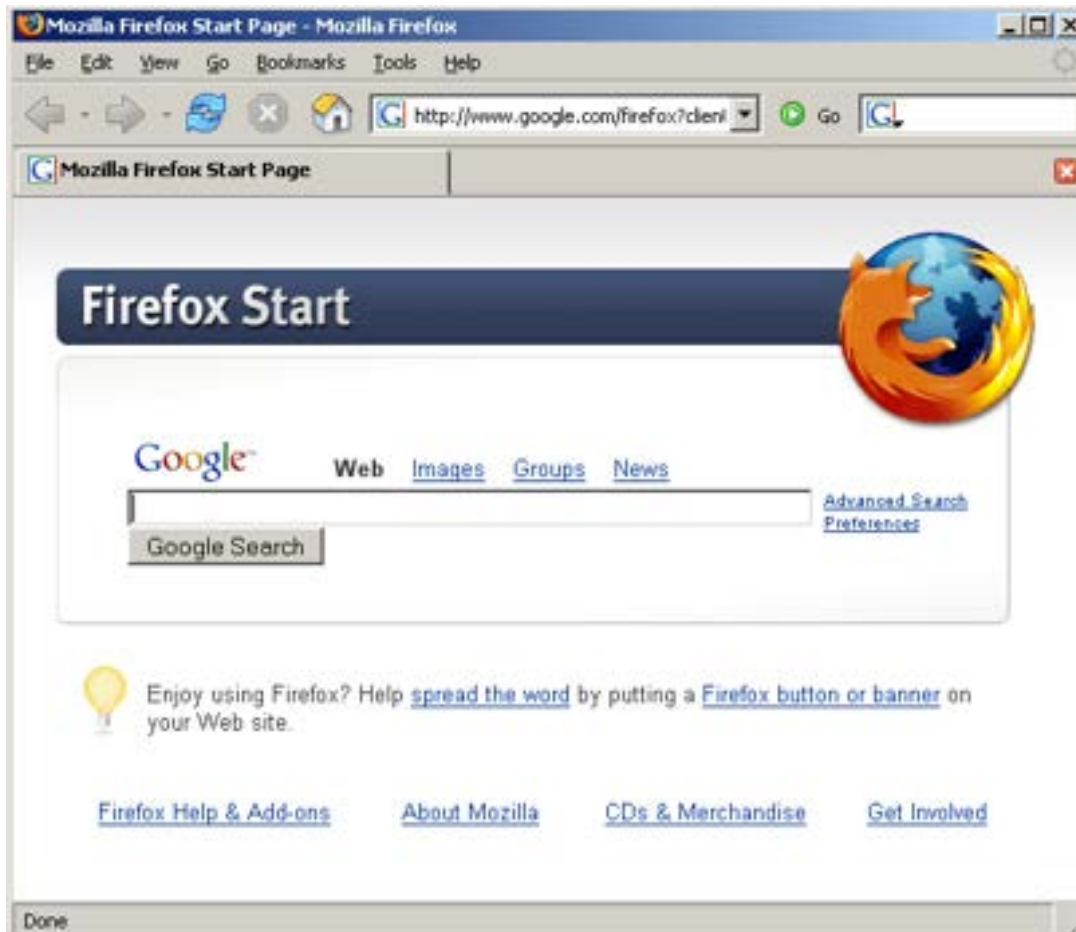 Mozilla Firefox Start Page - Mozilla Firefox
File Edit View Go Bookmarks Tools Help
http://www.google.com/firefox?client Go G
G Mozilla Firefox Start Page
Firefox Start
Google™ Web Images Groups News
Advanced Search
Preferences
Google Search
Enjoy using Firefox? Help spread the word by putting a Firefox button or banner on
your Web site.
Firefox Help & Add-ons About Mozilla CDs & Merchandise Get Involved
Done